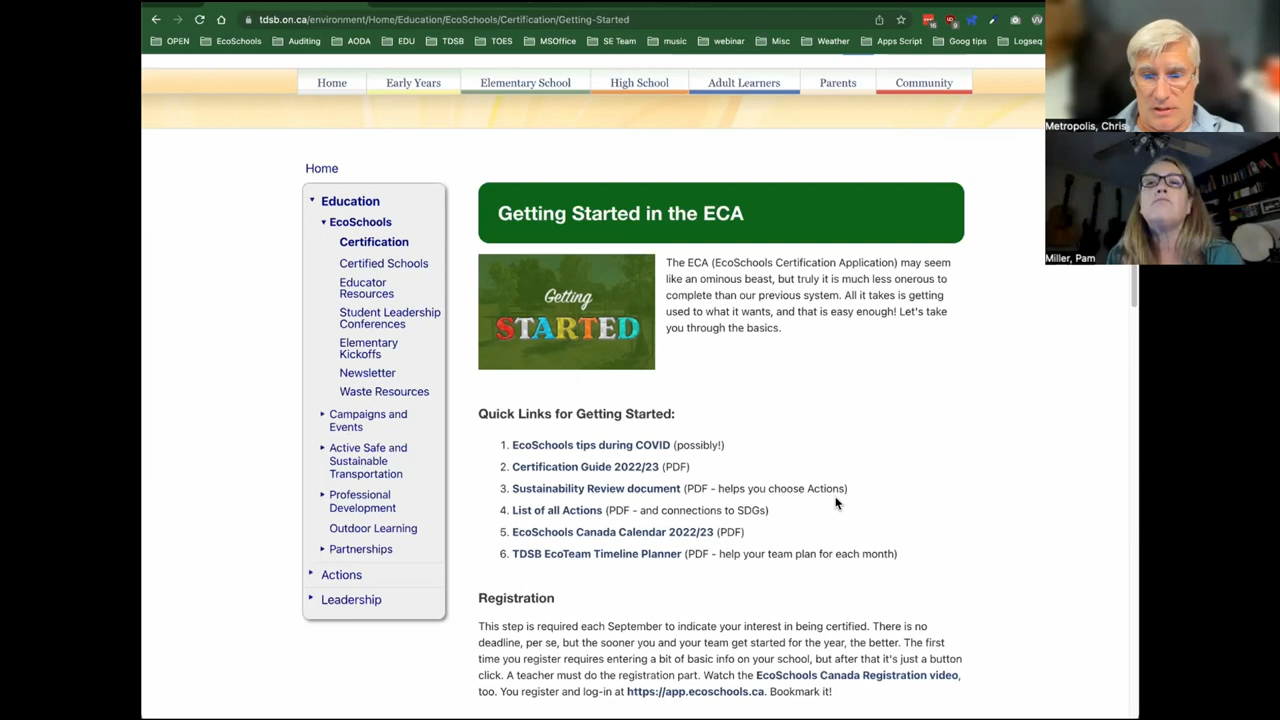 tdsb.on.ca/environment/Home/Education/EcoSchools/Certification/Getting-Started
OPEN EcoSchools Auditing AODA EDU TDSB TOES MSOffice SE Team music webinar Misc Weather Apps Script Goog tips Logseq
Home Early Years Elementary School High School Adult Learners Parents Community
Metropolis, Chris
Miller, Pam
Home
Education
EcoSchools
Certification
Certified Schools
Educator
Resources
Student Leadership
Conferences
Elementary
Kickoffs
Newsletter
Waste Resources
Campaigns and
Events
Active Safe and
Sustainable
Transportation
Professional
Development
Outdoor Learning
Partnerships
Actions
Leadership
Getting Started in the ECA
Getting
STARTED
The ECA (EcoSchools Certification Application) may seem
like an ominous beast, but truly it is much less onerous to
complete than our previous system. All it takes is getting
used to what it wants, and that is easy enough! Let's take
you through the basics.
Quick Links for Getting Started:
1. EcoSchools tips during COVID (possibly!)
2. Certification Guide 2022/23 (PDF)
3. Sustainability Review document (PDF - helps you choose Actions)
4. List of all Actions (PDF - and connections to SDGs)
5. EcoSchools Canada Calendar 2022/23 (PDF)
6. TDSB EcoTeam Timeline Planner (PDF - help your team plan for each month)
Registration
This step is required each September to indicate your interest in being certified. There is no
deadline, per se, but the sooner you and your team get started for the year, the better. The first
time you register requires entering a bit of basic info on your school, but after that it's just a button
click. A teacher must do the registration part. Watch the EcoSchools Canada Registration video,
too. You register and log-in at https://app.ecoschools.ca. Bookmark it!